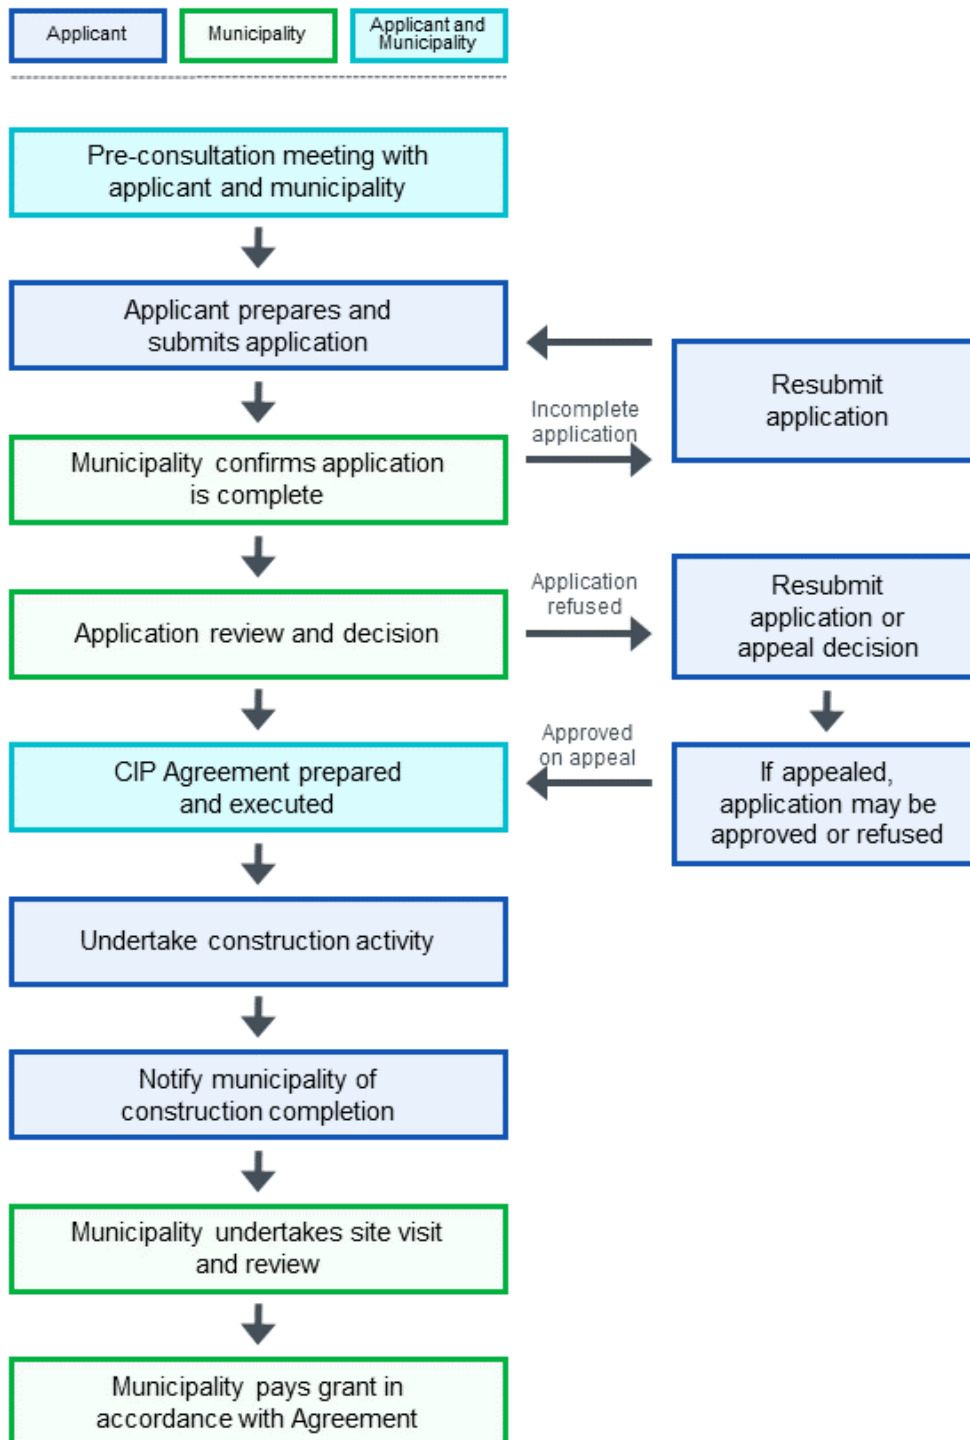 Applicant
Municipality
Applicant and
Municipality
Pre-consultation meeting with
applicant and municipality
Applicant prepares and
submits application
Resubmit
application
Incomplete
application
Municipality confirms application
is complete
Application review and decision
Application
refused
Resubmit
application or
appeal decision
CIP Agreement prepared
and executed
Approved
on appeal
If appealed,
application may be
approved or refused
Undertake construction activity
Notify municipality of
construction completion
Municipality undertakes site visit
and review
Municipality pays grant in
accordance with Agreement